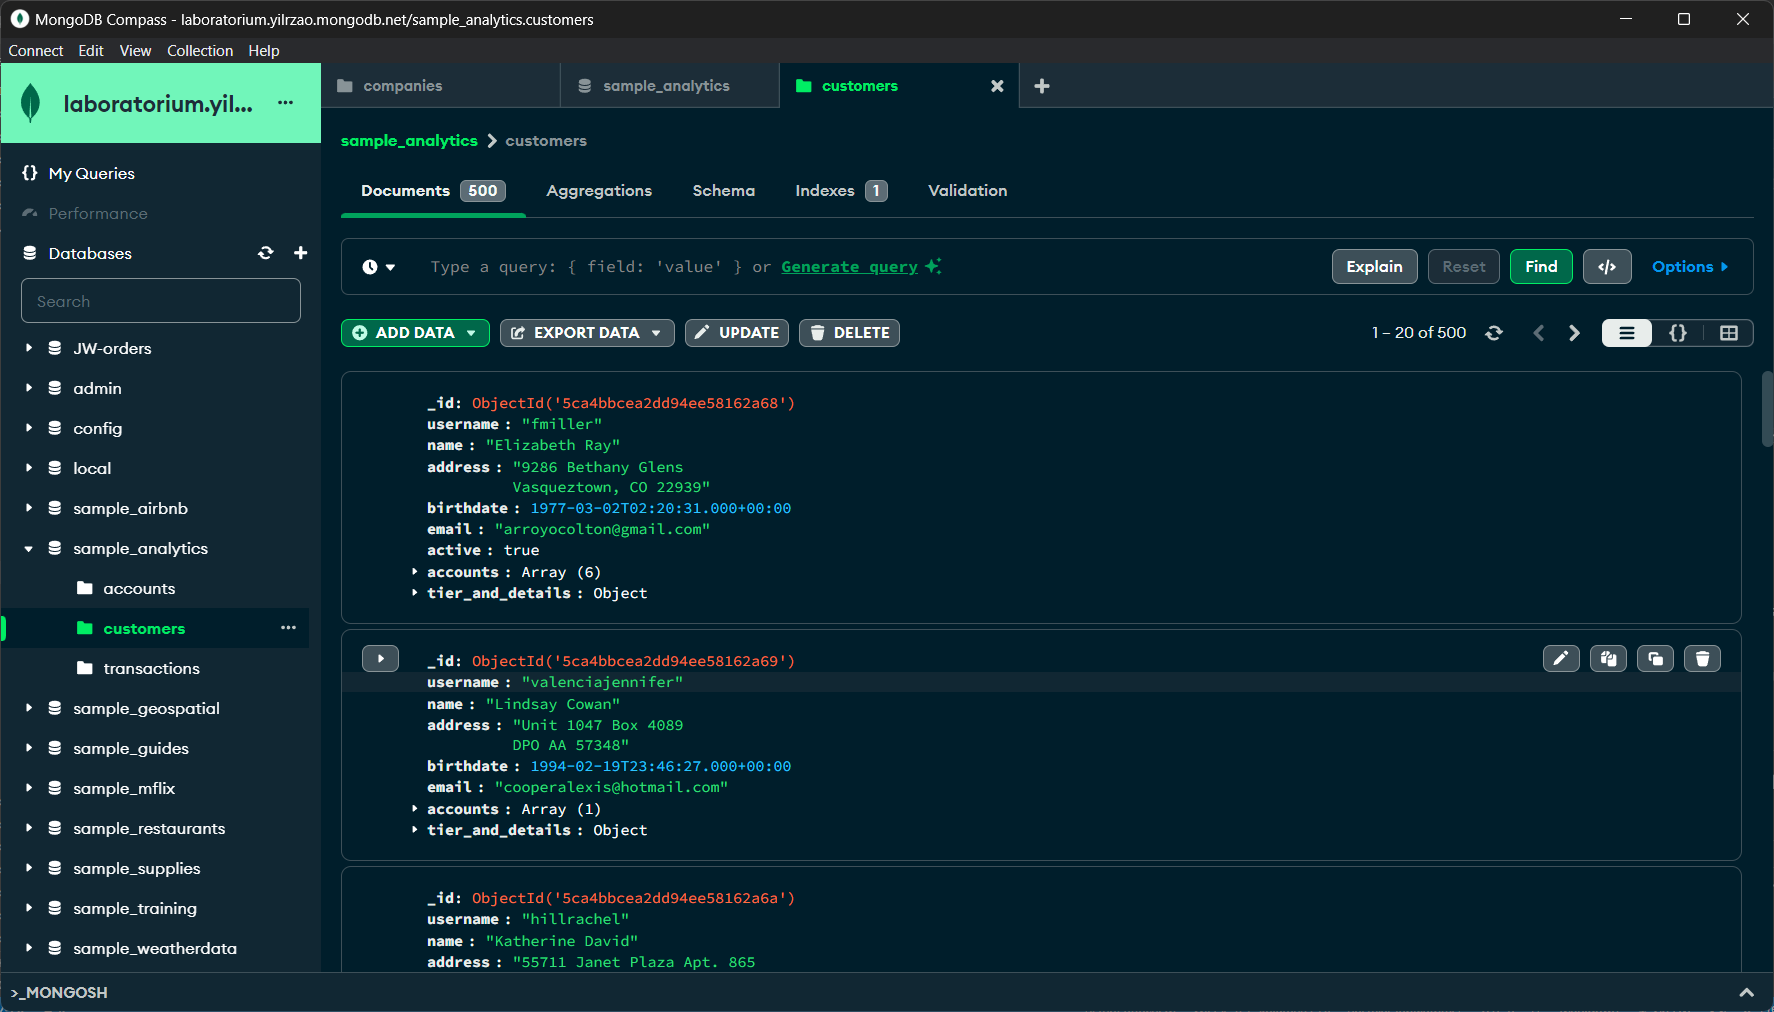 MongoDB Compass - laboratorium.yilrzao.mongodb.net/sample_analytics.customers
Connect Edit View Collection Help
laboratorium.yil... ...
companies sample_analytics customers
sample_analytics > customers
{} My Queries
Performance
Databases
Search
JW-orders
admin
config
local
sample_airbnb
sample_analytics
accounts
customers ...
transactions
sample_geospatial
sample_guides
sample_mflix
sample_restaurants
sample_supplies
sample_training
sample_weatherdata
Documents 500 Aggregations Schema Indexes 1 Validation
Type a query: { field: 'value' } or Generate query
Explain Reset Find </> Options
ADD DATA EXPORT DATA UPDATE DELETE
1 – 20 of 500 {}
_id: ObjectId('5ca4bbcea2dd94ee58162a68')
username : "fmiller"
name : "Elizabeth Ray"
address : "9286 Bethany Glens
Vasqueztown, CO 22939"
birthdate : 1977-03-02T02:20:31.000+00:00
email : "arroyocolton@gmail.com"
active : true
accounts : Array (6)
tier_and_details : Object
_id: ObjectId('5ca4bbcea2dd94ee58162a69')
username : "valenciajennifer"
name : "Lindsay Cowan"
address : "Unit 1047 Box 4089
DPO AA 57348"
birthdate : 1994-02-19T23:46:27.000+00:00
email : "cooperalexis@hotmail.com"
accounts : Array (1)
tier_and_details : Object
_id: ObjectId('5ca4bbcea2dd94ee58162a6a')
username : "hillrachel"
name : "Katherine David"
address : "55711 Janet Plaza Apt. 865
>_MONGOSH